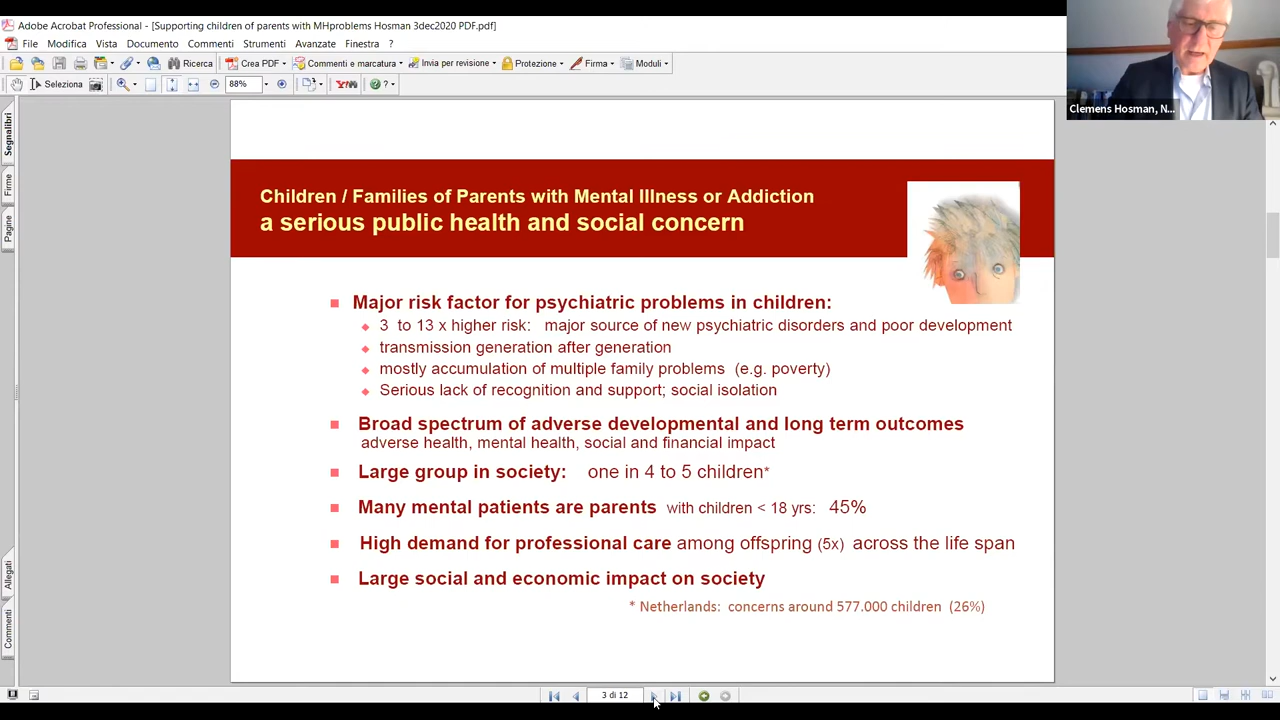 Adobe Acrobat Professional - [Supporting children of parents with MHproblems Hosman 3dec2020 PDF.pdf]
File Modifica Vista Documento Commenti Strumenti Avanzate Finestra ?
Ricerca Crea PDF Commenti e marcatura Invia per revisione Protezione Firma Moduli
Seleziona 88% Y! ?
Clemens Hosman, N...
Segnalibri
Firme
Pagine
Allegati
Commenti
Children / Families of Parents with Mental Illness or Addiction
a serious public health and social concern
Major risk factor for psychiatric problems in children:
3 to 13 x higher risk: major source of new psychiatric disorders and poor development
transmission generation after generation
mostly accumulation of multiple family problems (e.g. poverty)
Serious lack of recognition and support; social isolation
Broad spectrum of adverse developmental and long term outcomes
adverse health, mental health, social and financial impact
Large group in society: one in 4 to 5 children*
Many mental patients are parents with children < 18 yrs: 45%
High demand for professional care among offspring (5x) across the life span
Large social and economic impact on society
* Netherlands: concerns around 577.000 children (26%)
3 di 12